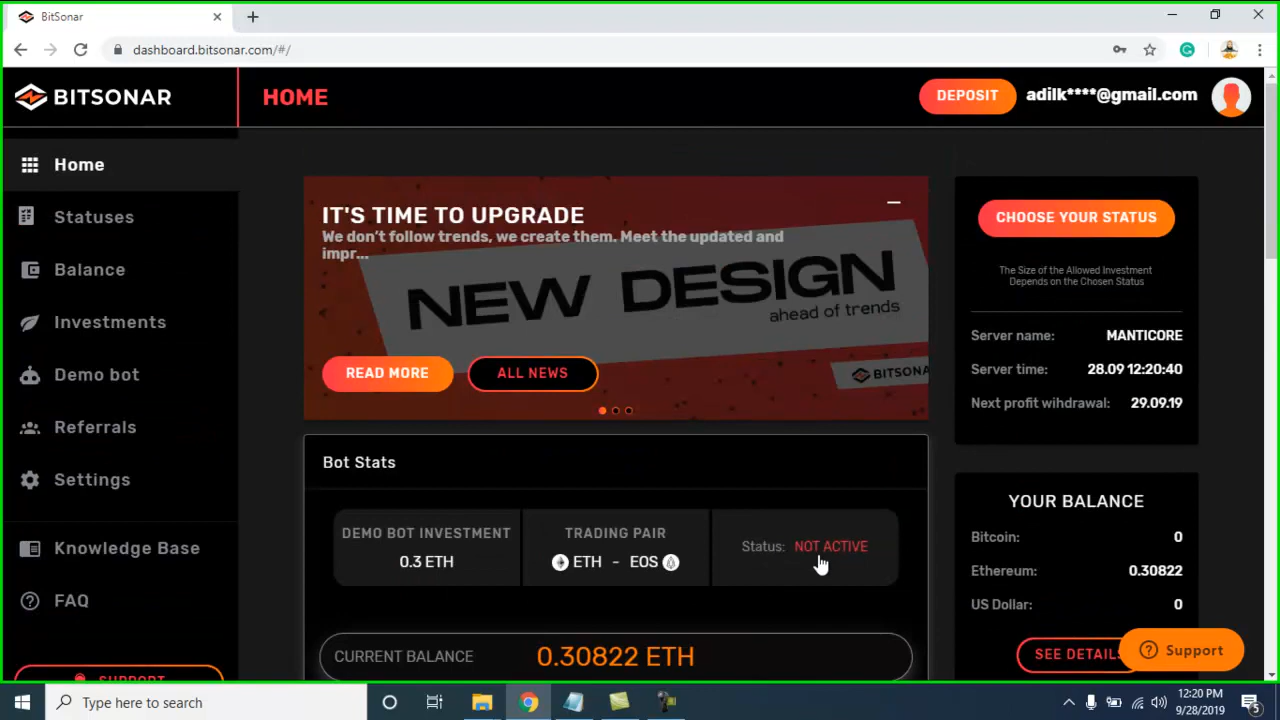 BitSonar
dashboard.bitsonar.com/#/
BITSONAR
HOME
DEPOSIT
adilk****@gmail.com
Home
Statuses
Balance
Investments
Demo bot
Referrals
Settings
Knowledge Base
FAQ
SUPPORT
IT'S TIME TO UPGRADE
We don't follow trends, we create them. Meet the updated and
impr...
NEW DESIGN
ahead of trends
BITSONA
READ MORE
ALL NEWS
CHOOSE YOUR STATUS
The Size of the Allowed Investment
Depends on the Chosen Status
Server name: MANTICORE
Server time: 28.09 12:20:40
Next profit wihdrawal: 29.09.19
Bot Stats
DEMO BOT INVESTMENT
0.3 ETH
TRADING PAIR
ETH - EOS
Status: NOT ACTIVE
CURRENT BALANCE 0.30822 ETH
YOUR BALANCE
Bitcoin: 0
Ethereum: 0.30822
US Dollar: 0
SEE DETAILS
Support
Type here to search
12:20 PM
9/28/2019
5